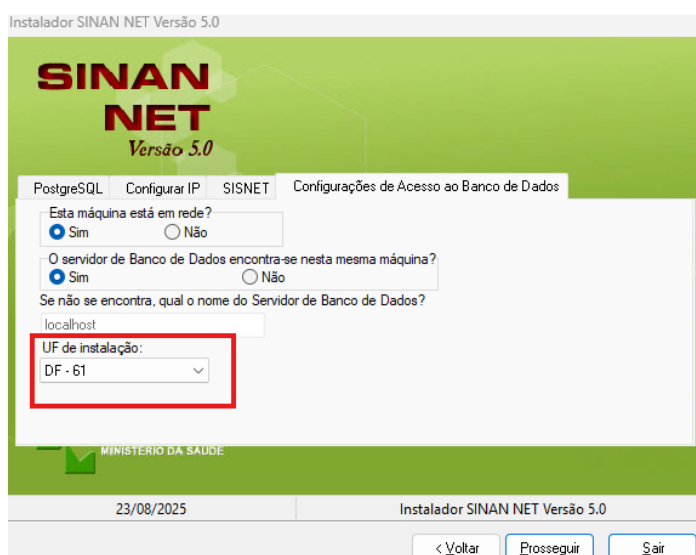 Instalador SINAN NET Versão 5.0
SINAN
NET
Versão 5.0
PostgreSQL Configurar IP SISNET Configurações de Acesso ao Banco de Dados
Esta máquina está em rede?
Sim Não
O servidor de Banco de Dados encontra-se nesta mesma máquina?
Sim Não
Se não se encontra, qual o nome do Servidor de Banco de Dados?
localhost
UF de instalação:
DF - 61
MINISTÉRIO DA SAÚDE
23/08/2025 Instalador SINAN NET Versão 5.0
< Voltar Prosseguir Sair